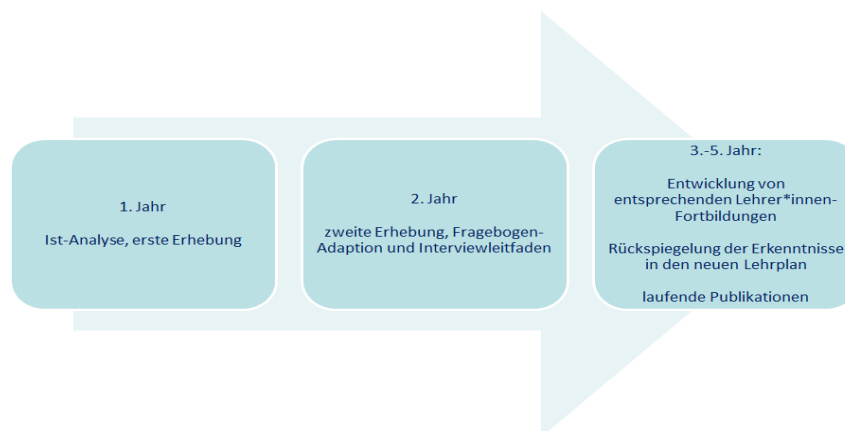 1. Jahr
Ist-Analyse, erste Erhebung
2. Jahr
zweite Erhebung, Fragebogen-
Adaption und Interviewleitfaden
3.-5. Jahr:
Entwicklung von
entsprechenden Lehrer*innen-
Fortbildungen
Rückspiegelung der Erkenntnisse
in den neuen Lehrplan
laufende Publikationen